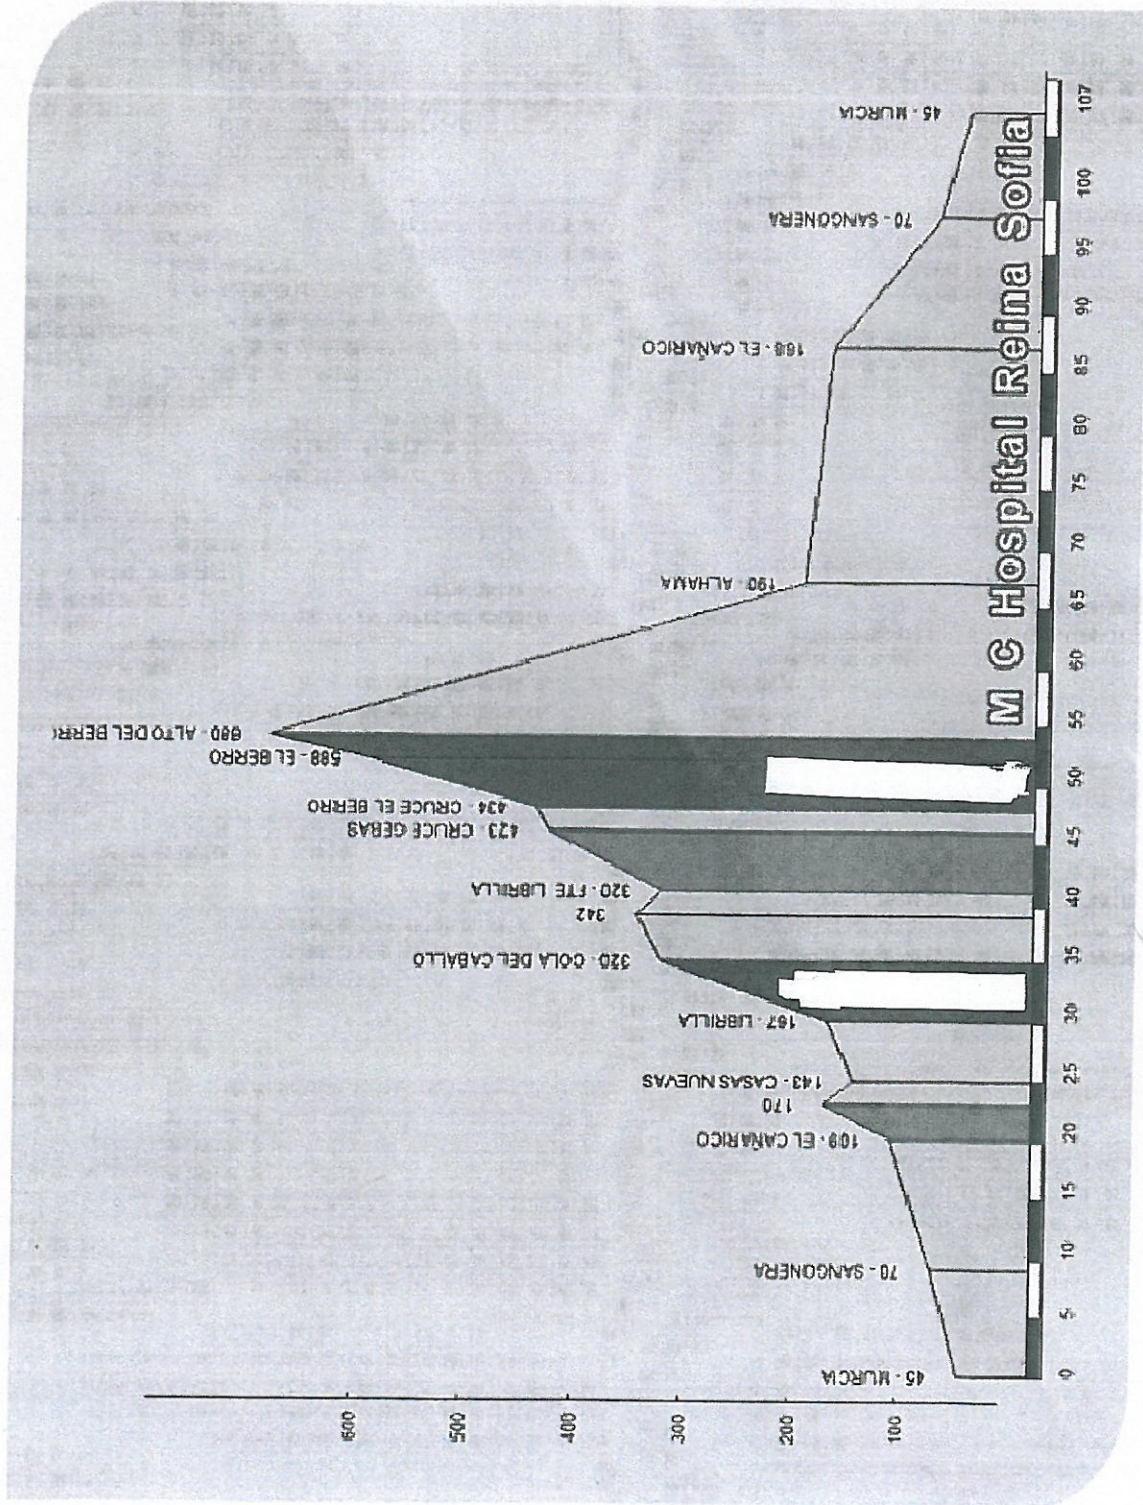 600
500
400
300
200
100
45 - MURCIA
70 - SANGONERA
109 - EL CAÑARICO
170
143 - CASAS NUEVAS
167 - LIBRILLA
320 - COLA DEL CABALLO
342
320 - FTE LIBRILLA
423 - CRUCE GEBAS
434 - CRUCE EL BERRO
588 - EL BERRO
680 - ALTO DEL BERR
190 - ALHAMA
168 - EL CAÑARICO
70 - SANGONERA
45 - MURCIA
M C Hospital Reina Sofia
0 5 10 15 20 25 30 35 40 45 50 55 60 65 70 75 80 85 90 95 100 107